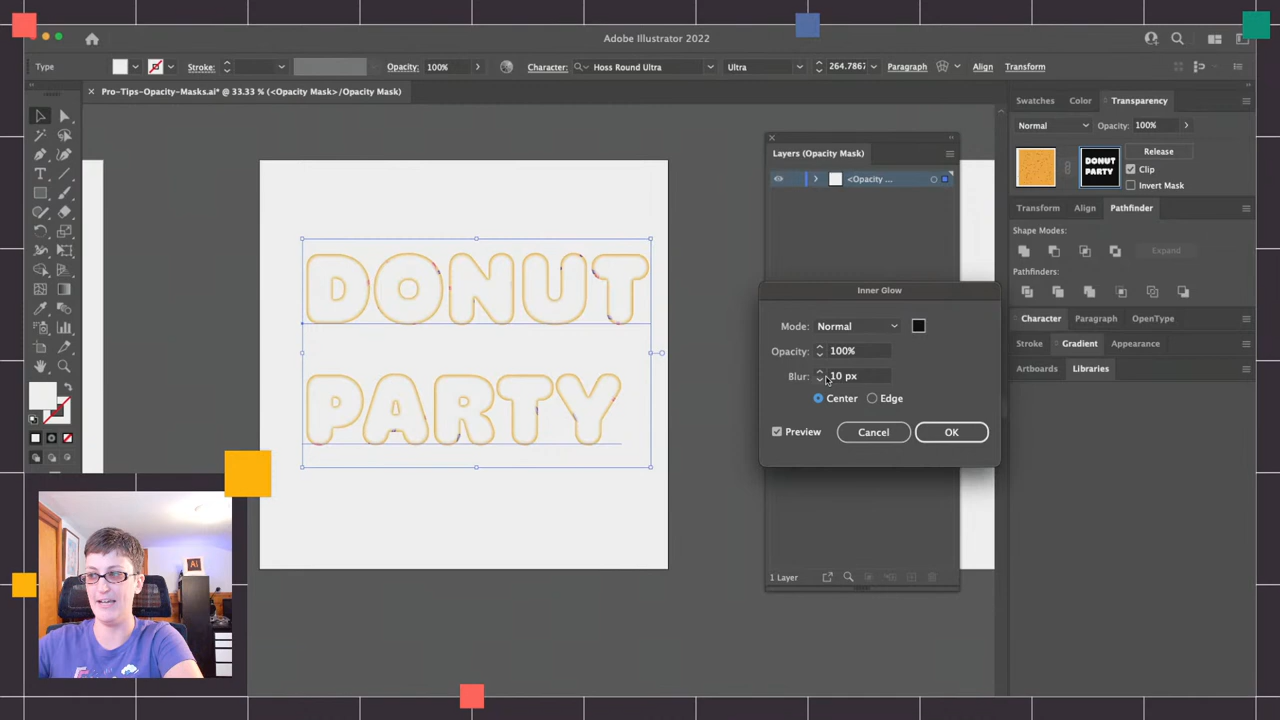 Adobe Illustrator 2022
Type
Stroke:
Opacity: 100%
Character: Hoss Round Ultra
Ultra
264.7867
Paragraph
Align
Transform
Pro-Tips-Opacity-Masks.ai* @ 33.33 % (<Opacity Mask>/Opacity Mask)
Swatches Color Transparency
Normal Opacity: 100%
DONUT
PARTY
Release
Clip
Invert Mask
Layers (Opacity Mask)
<Opacity ...
Transform Align Pathfinder
Shape Modes:
Expand
Pathfinders:
DONUT
PARTY
Inner Glow
Mode: Normal
Opacity: 100%
Blur: 10 px
Center Edge
Preview Cancel OK
Character Paragraph OpenType
Stroke Gradient Appearance
Artboards Libraries
1 Layer
Ai